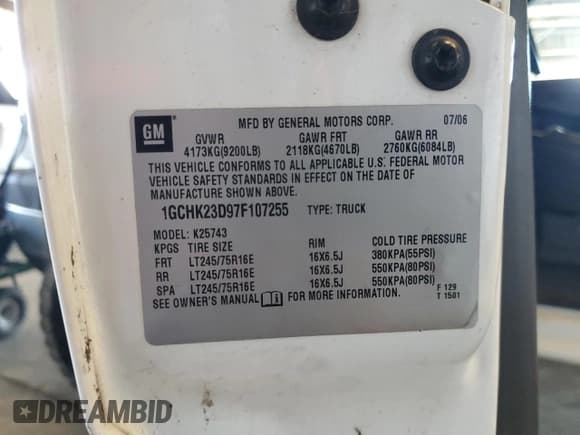 GM
MFD BY GENERAL MOTORS CORP. 07/06
GVWR GAWR FRT GAWR RR
4173KG(9200LB) 2118KG(4670LB) 2760KG(6084LB)
THIS VEHICLE CONFORMS TO ALL APPLICABLE U.S. FEDERAL MOTOR
VEHICLE SAFETY STANDARDS IN EFFECT ON THE DATE OF
MANUFACTURE SHOWN ABOVE.
1GCHK23D97F107255 TYPE: TRUCK
MODEL: K25743
KPGS TIRE SIZE RIM COLD TIRE PRESSURE
FRT LT245/75R16E 16X6.5J 380KPA(55PSI)
RR LT245/75R16E 16X6.5J 550KPA(80PSI)
SPA LT245/75R16E 16X6.5J 550KPA(80PSI)
SEE OWNER'S MANUAL FOR MORE INFORMATION.
F 129
T 1501
DREAMBID